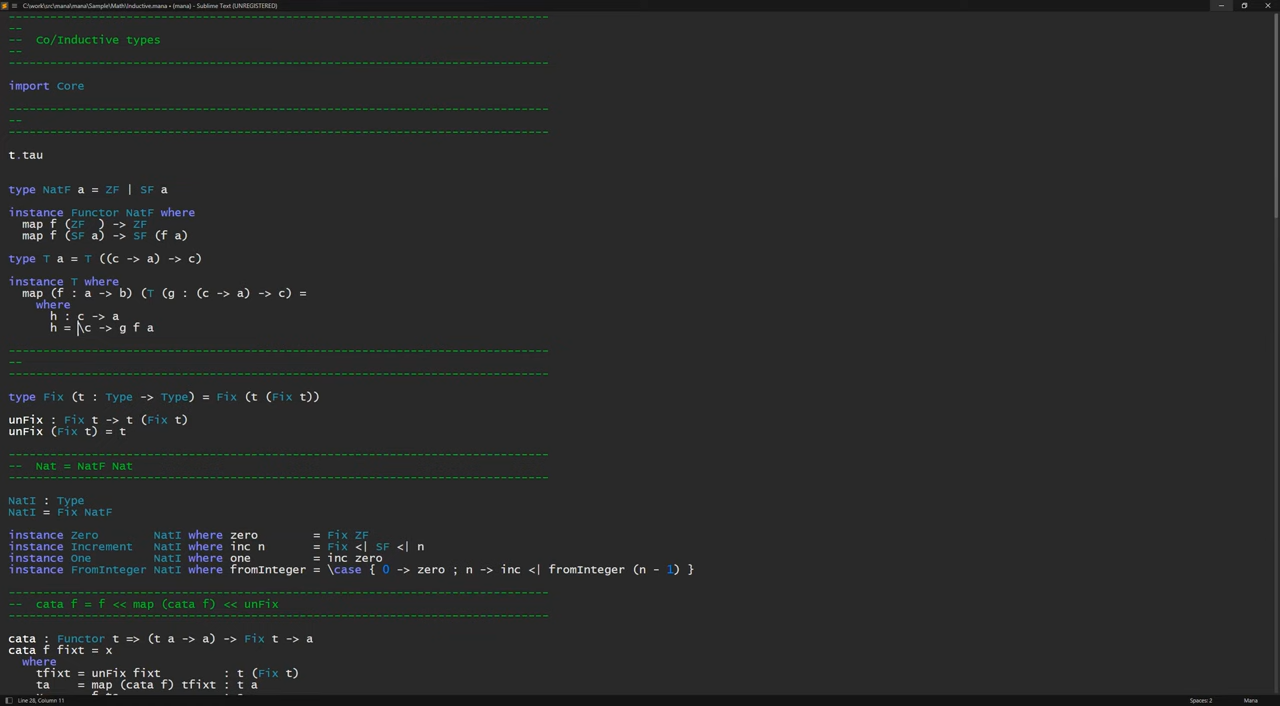 C:\work\src\mana\mana\Sample\Math\Inductive.mana • (mana) - Sublime Text (UNREGISTERED)
-------------------------------------------------------------------------------
--
--  Co/Inductive types
--
-------------------------------------------------------------------------------
import Core
-------------------------------------------------------------------------------
--
-------------------------------------------------------------------------------
t.tau
type NatF a = ZF | SF a
instance Functor NatF where
  map f (ZF  ) -> ZF
  map f (SF a) -> SF (f a)
type T a = T ((c -> a) -> c)
instance T where
  map (f : a -> b) (T (g : (c -> a) -> c) =
    where
      h : c -> a
      h = \c -> g f a
-------------------------------------------------------------------------------
--
-------------------------------------------------------------------------------
type Fix (t : Type -> Type) = Fix (t (Fix t))
unFix : Fix t -> t (Fix t)
unFix (Fix t) = t
-------------------------------------------------------------------------------
--  Nat = NatF Nat
-------------------------------------------------------------------------------
NatI : Type
NatI = Fix NatF
instance Zero        NatI where zero        = Fix ZF
instance Increment   NatI where inc n       = Fix <| SF <| n
instance One         NatI where one         = inc zero
instance FromInteger NatI where fromInteger = \case { 0 -> zero ; n -> inc <| fromInteger (n - 1) }
-------------------------------------------------------------------------------
--  cata f = f << map (cata f) << unFix
-------------------------------------------------------------------------------
cata : Functor t => (t a -> a) -> Fix t -> a
cata f fixt = x
  where
    tfixt = unFix fixt          : t (Fix t)
    ta    = map (cata f) tfixt : t a
Line 28, Column 11
Spaces: 2
Mana